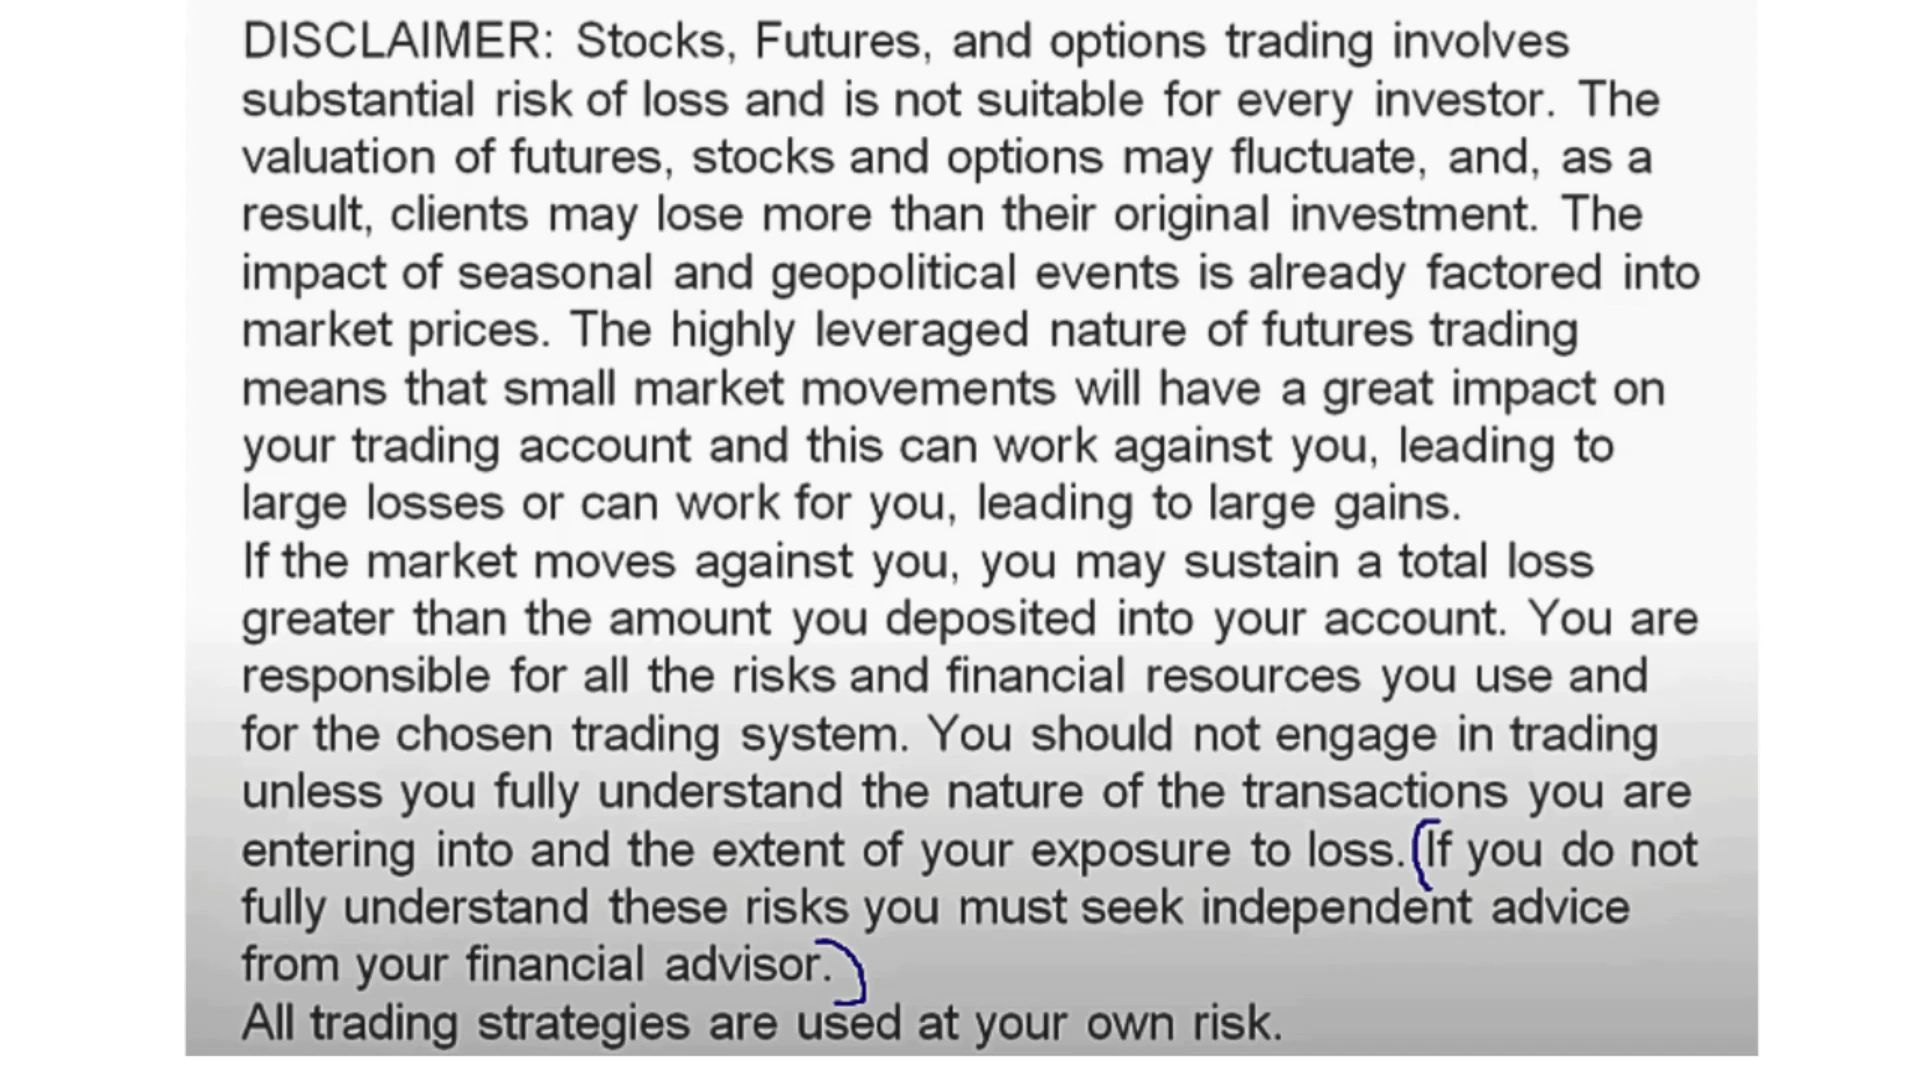 DISCLAIMER: Stocks, Futures, and options trading involves
substantial risk of loss and is not suitable for every investor. The
valuation of futures, stocks and options may fluctuate, and, as a
result, clients may lose more than their original investment. The
impact of seasonal and geopolitical events is already factored into
market prices. The highly leveraged nature of futures trading
means that small market movements will have a great impact on
your trading account and this can work against you, leading to
large losses or can work for you, leading to large gains.
If the market moves against you, you may sustain a total loss
greater than the amount you deposited into your account. You are
responsible for all the risks and financial resources you use and
for the chosen trading system. You should not engage in trading
unless you fully understand the nature of the transactions you are
entering into and the extent of your exposure to loss. (If you do not
fully understand these risks you must seek independent advice
from your financial advisor.)
All trading strategies are used at your own risk.